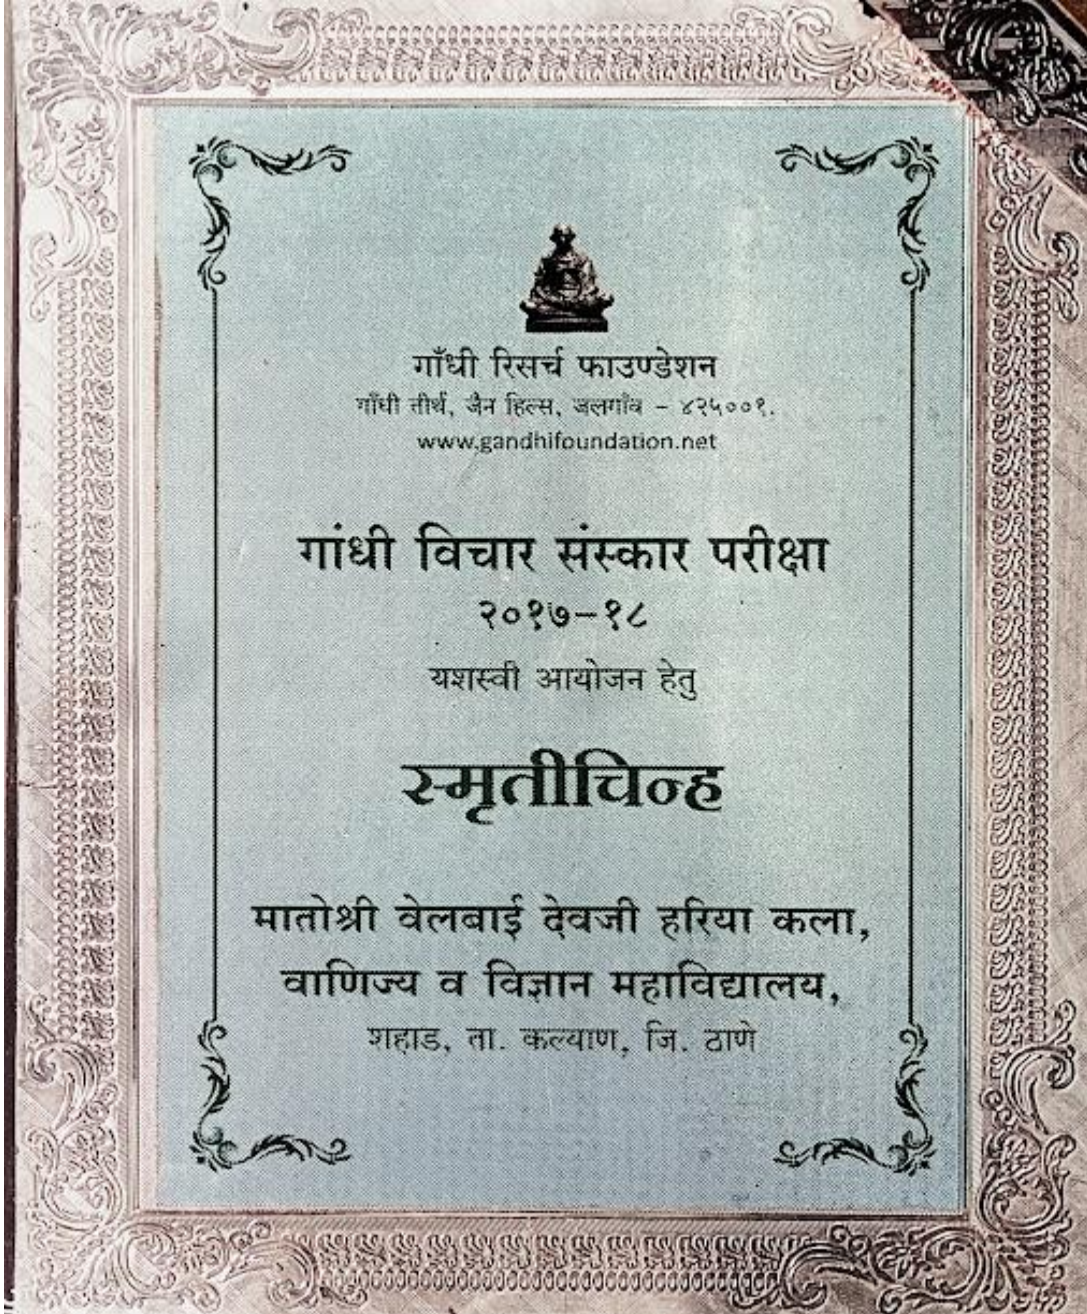 गाँधी रिसर्च फाउण्डेशन
गाँधी तीर्थ, जैन हिल्स, जलगाँव - ४२५००१.
www.gandhifoundation.net
गांधी विचार संस्कार परीक्षा
२०१७-१८
यशस्वी आयोजन हेतु
स्मृतीचिन्ह
मातोश्री वेलबाई देवजी हरिया कला,
वाणिज्य व विज्ञान महाविद्यालय,
शहाड, ता. कल्याण, जि. ठाणे